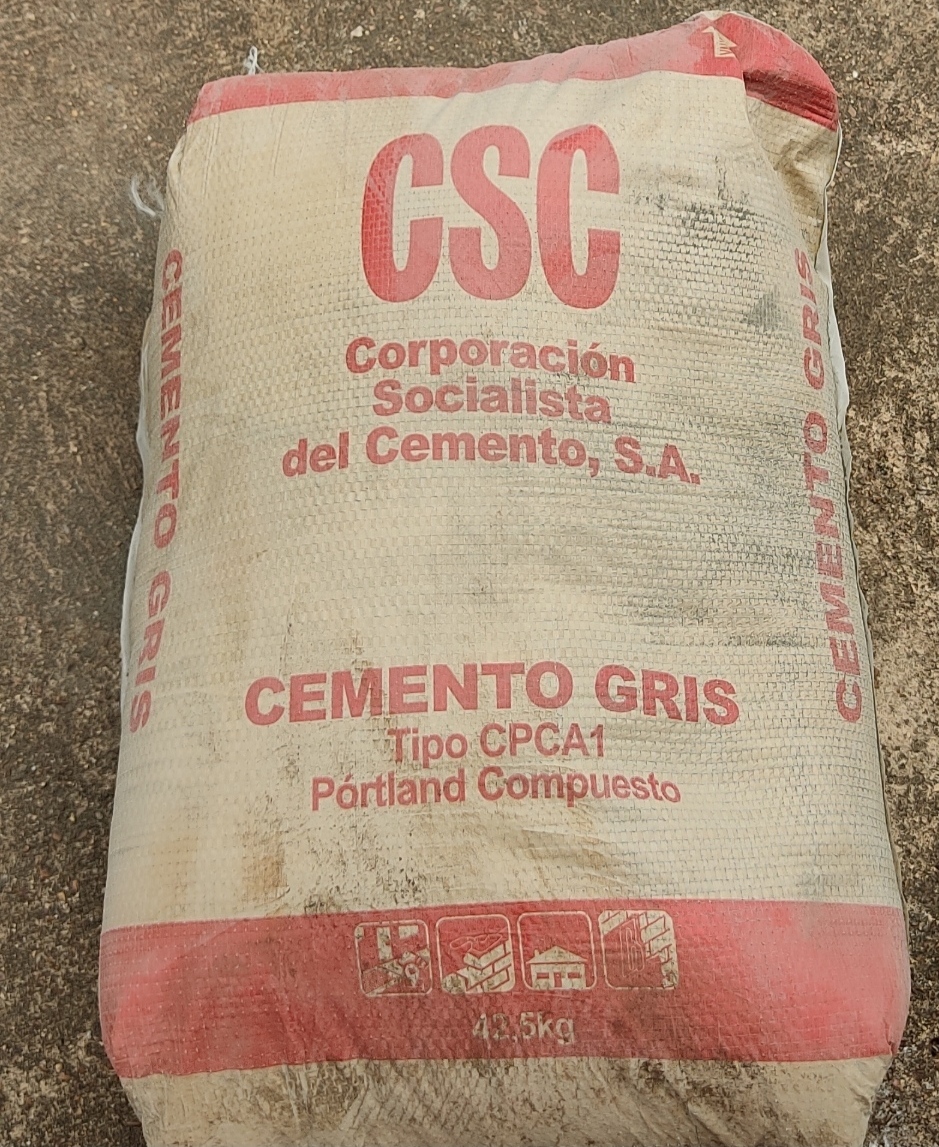 CSC
Corporación
Socialista
del Cemento, S.A.
CEMENTO GRIS
CEMENTO GRIS
CEMENTO GRIS
Tipo CPCA1
Pórtland Compuesto
42,5kg